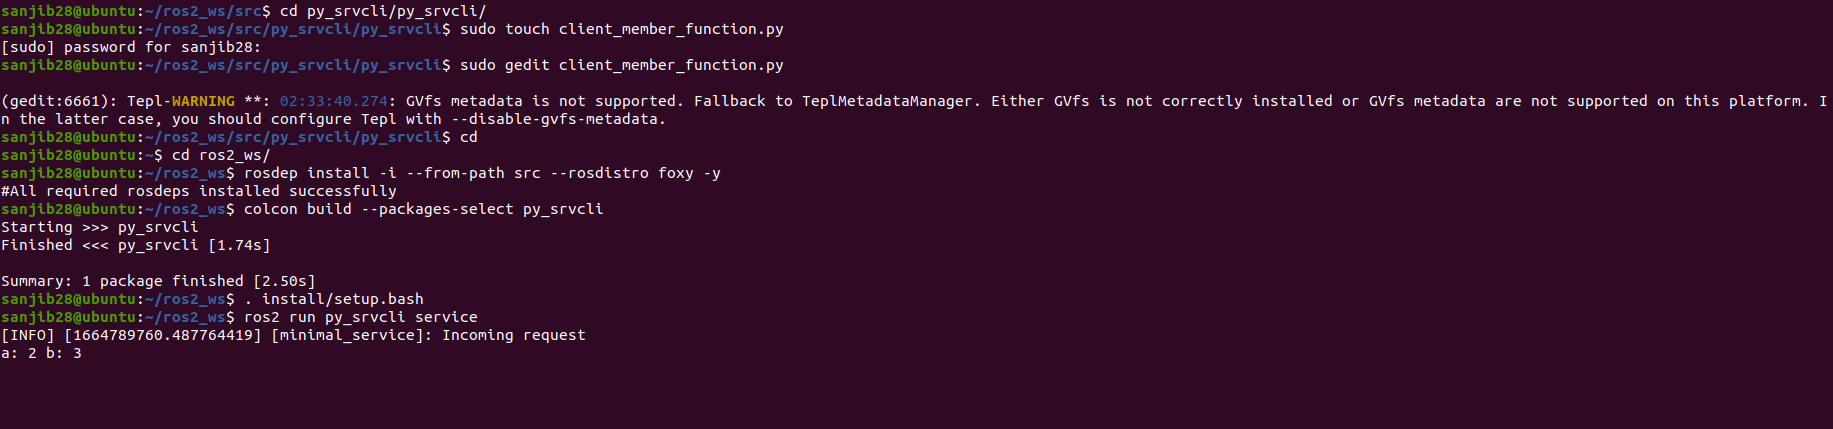 sanjib28@ubuntu:~/ros2_ws/src$ cd py_srvcli/py_srvcli/
sanjib28@ubuntu:~/ros2_ws/src/py_srvcli/py_srvcli$ sudo touch client_member_function.py
[sudo] password for sanjib28:
sanjib28@ubuntu:~/ros2_ws/src/py_srvcli/py_srvcli$ sudo gedit client_member_function.py
(gedit:6661): Tepl-WARNING **: 02:33:40.274: GVfs metadata is not supported. Fallback to TeplMetadataManager. Either GVfs is not correctly installed or GVfs metadata are not supported on this platform. I
n the latter case, you should configure Tepl with --disable-gvfs-metadata.
sanjib28@ubuntu:~/ros2_ws/src/py_srvcli/py_srvcli$ cd
sanjib28@ubuntu:~$ cd ros2_ws/
sanjib28@ubuntu:~/ros2_ws$ rosdep install -i --from-path src --rosdistro foxy -y
#All required rosdeps installed successfully
sanjib28@ubuntu:~/ros2_ws$ colcon build --packages-select py_srvcli
Starting >>> py_srvcli
Finished <<< py_srvcli [1.74s]
Summary: 1 package finished [2.50s]
sanjib28@ubuntu:~/ros2_ws$ . install/setup.bash
sanjib28@ubuntu:~/ros2_ws$ ros2 run py_srvcli service
[INFO] [1664789760.487764419] [minimal_service]: Incoming request
a: 2 b: 3